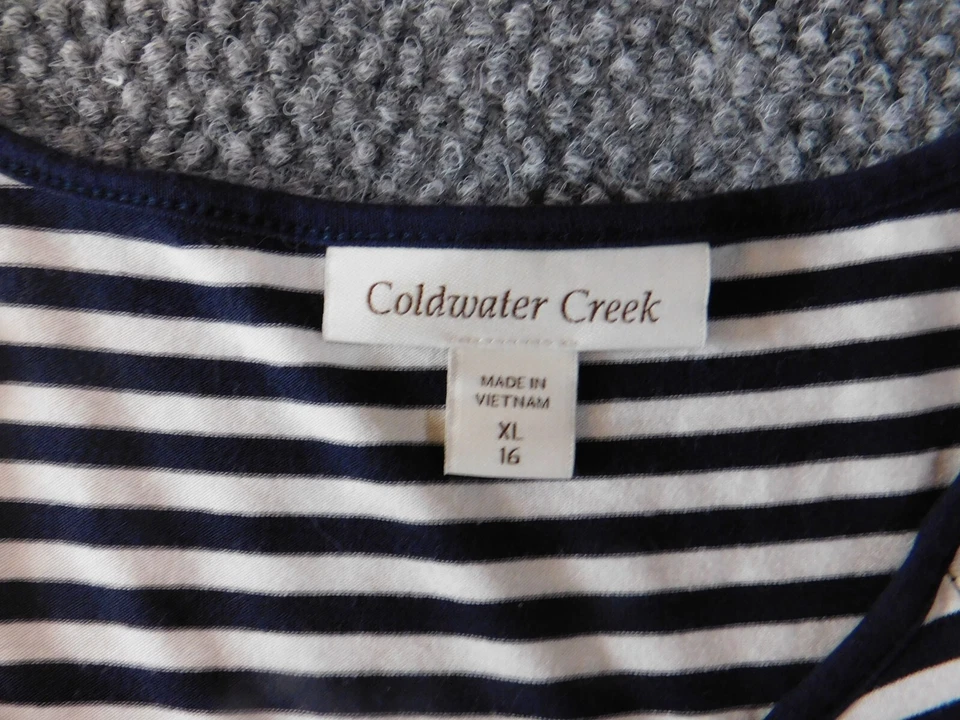 Coldwater Creek
MADE IN
VIETNAM
XL
16